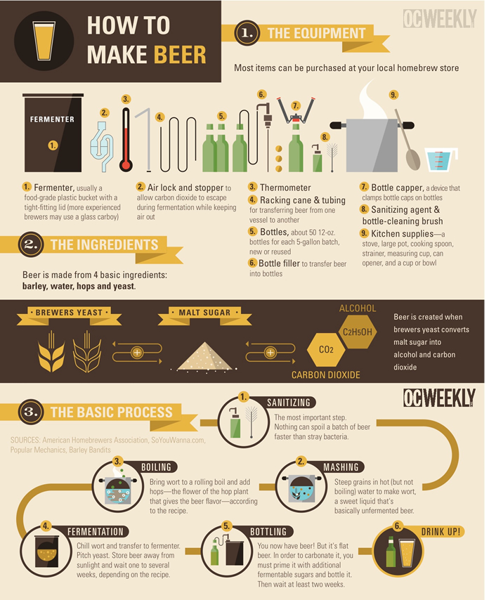 HOW TO
MAKE BEER
OC WEEKLY
1. THE EQUIPMENT
Most items can be purchased at your local homebrew store
FERMENTER
1.
2.
3.
4.
5.
6.
7.
8.
9.
1. Fermenter, usually a
food-grade plastic bucket with a
tight-fitting lid (more experienced
brewers may use a glass carboy)
2. Air lock and stopper to
allow carbon dioxide to escape
during fermentation while keeping
air out
3. Thermometer
4. Racking cane & tubing
for transferring beer from one
vessel to another
5. Bottles, about 50 12-oz.
bottles for each 5-gallon batch,
new or reused
6. Bottle filler to transfer beer
into bottles
7. Bottle capper, a device that
clamps bottle caps on bottles
8. Sanitizing agent &
bottle-cleaning brush
9. Kitchen supplies—a
stove, large pot, cooking spoon,
strainer, measuring cup, can
opener, and a cup or bowl
2. THE INGREDIENTS
Beer is made from 4 basic ingredients:
barley, water, hops and yeast.
BREWERS YEAST
MALT SUGAR
ALCOHOL
C2H5OH
CO2
CARBON DIOXIDE
Beer is created when
brewers yeast converts
malt sugar into
alcohol and carbon
dioxide
OC WEEKLY
3. THE BASIC PROCESS
SOURCES: American Homebrewers Association, SoYouWanna.com,
Popular Mechanics, Barley Bandits
1. SANITIZING
The most important step.
Nothing can spoil a batch of beer
faster than stray bacteria.
2. MASHING
Steep grains in hot (but not
boiling) water to make wort,
a sweet liquid that's
basically unfermented beer.
3. BOILING
Bring wort to a rolling boil and add
hops—the flower of the hop plant
that gives the beer flavor—according
to the recipe.
4. FERMENTATION
Chill wort and transfer to fermenter.
Pitch yeast. Store beer away from
sunlight and wait one to several
weeks, depending on the recipe.
5. BOTTLING
You now have beer! But it's flat
beer. In order to carbonate it, you
must prime it with additional
fermentable sugars and bottle it.
Then wait at least two weeks.
6. DRINK UP!